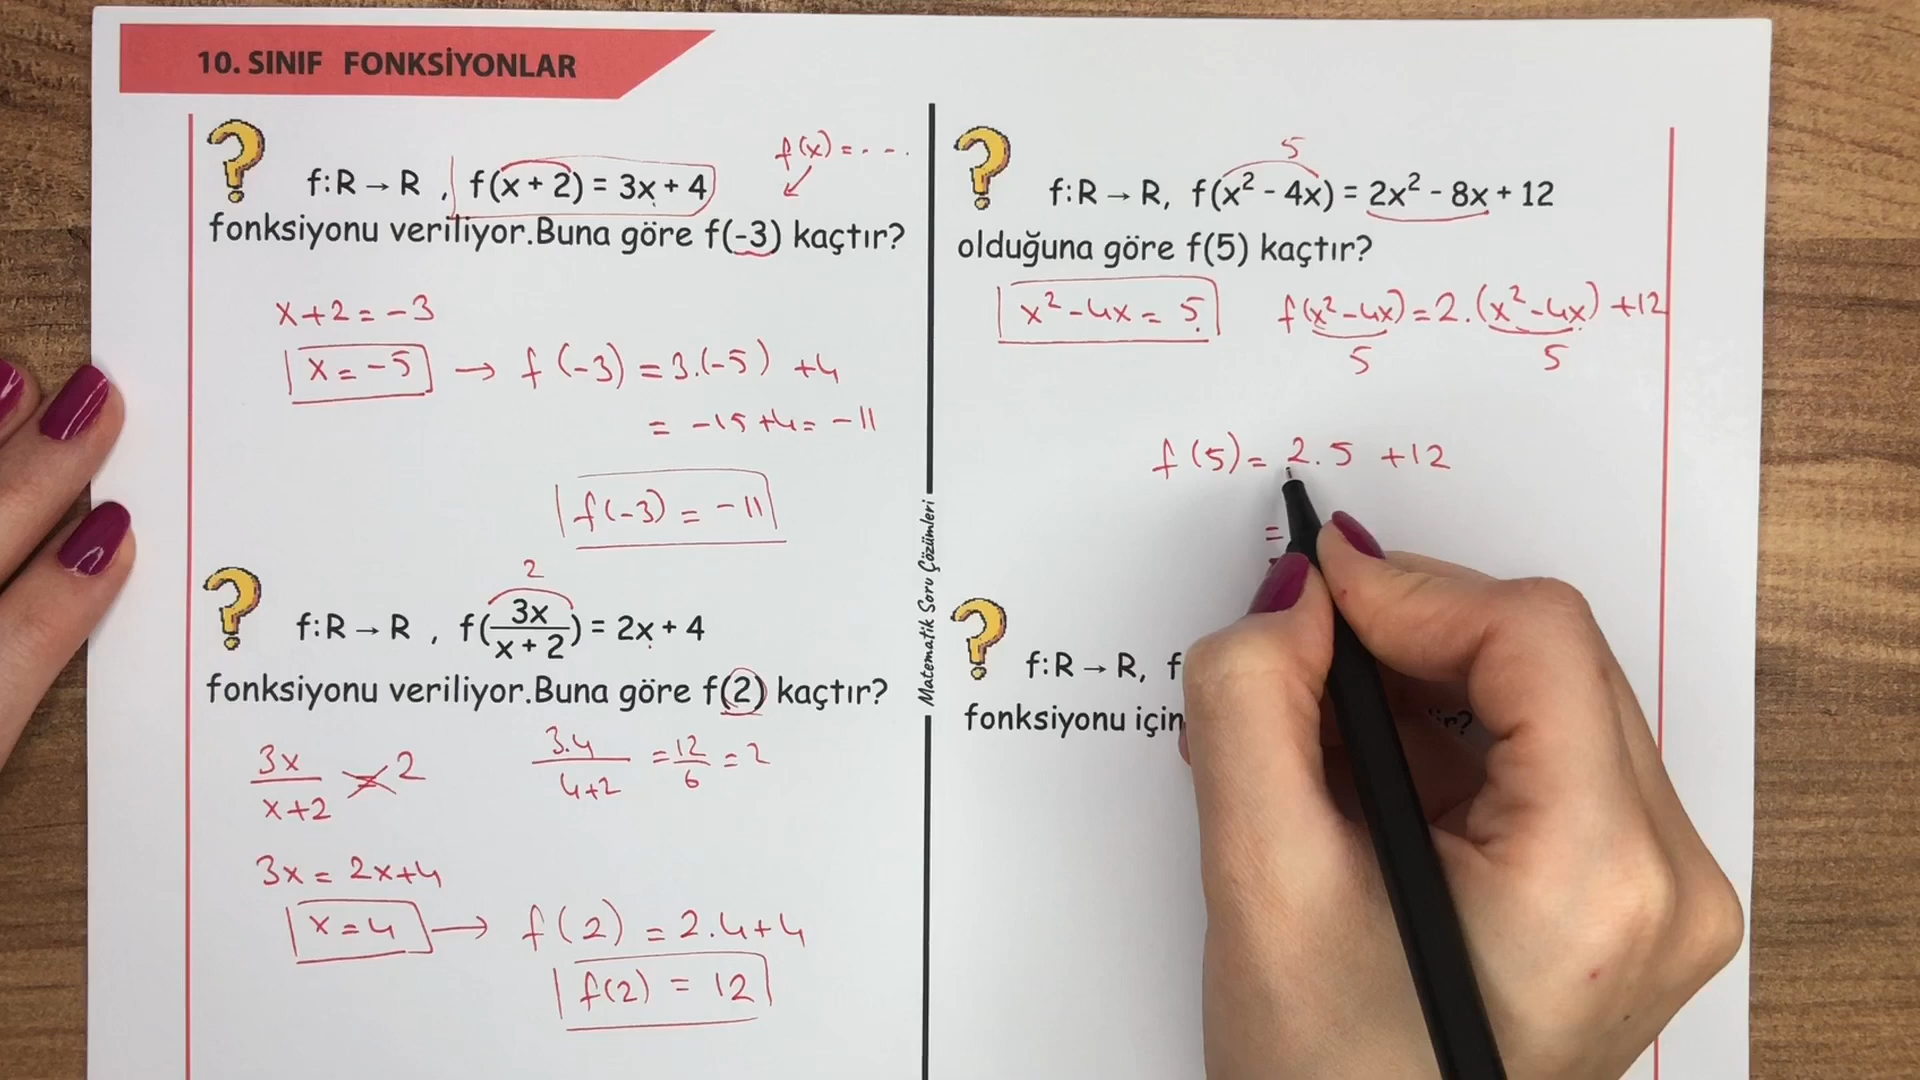 10. SINIF FONKSİYONLAR
f:R → R , f(x + 2) = 3x + 4
f(x) = ...
fonksiyonu veriliyor.Buna göre f(-3) kaçtır?
x+2 = -3
x = -5 → f(-3) = 3.(-5) +4
= -15 +4 = -11
f(-3) = -11
2
f:R → R , f(3x/x + 2) = 2x + 4
fonksiyonu veriliyor.Buna göre f(2) kaçtır?
3x/x+2 = 2
3.4/4+2 = 12/6 = 2
3x = 2x+4
x = 4 → f(2) = 2.4+4
f(2) = 12
Matematik Soru Çözümleri
5
f:R → R, f(x² - 4x) = 2x² - 8x + 12
olduğuna göre f(5) kaçtır?
x² - 4x = 5
f(x² - 4x) = 2.(x² - 4x) +12
5 5
f(5) = 2.5 +12
=
f:R → R, f
fonksiyonu için